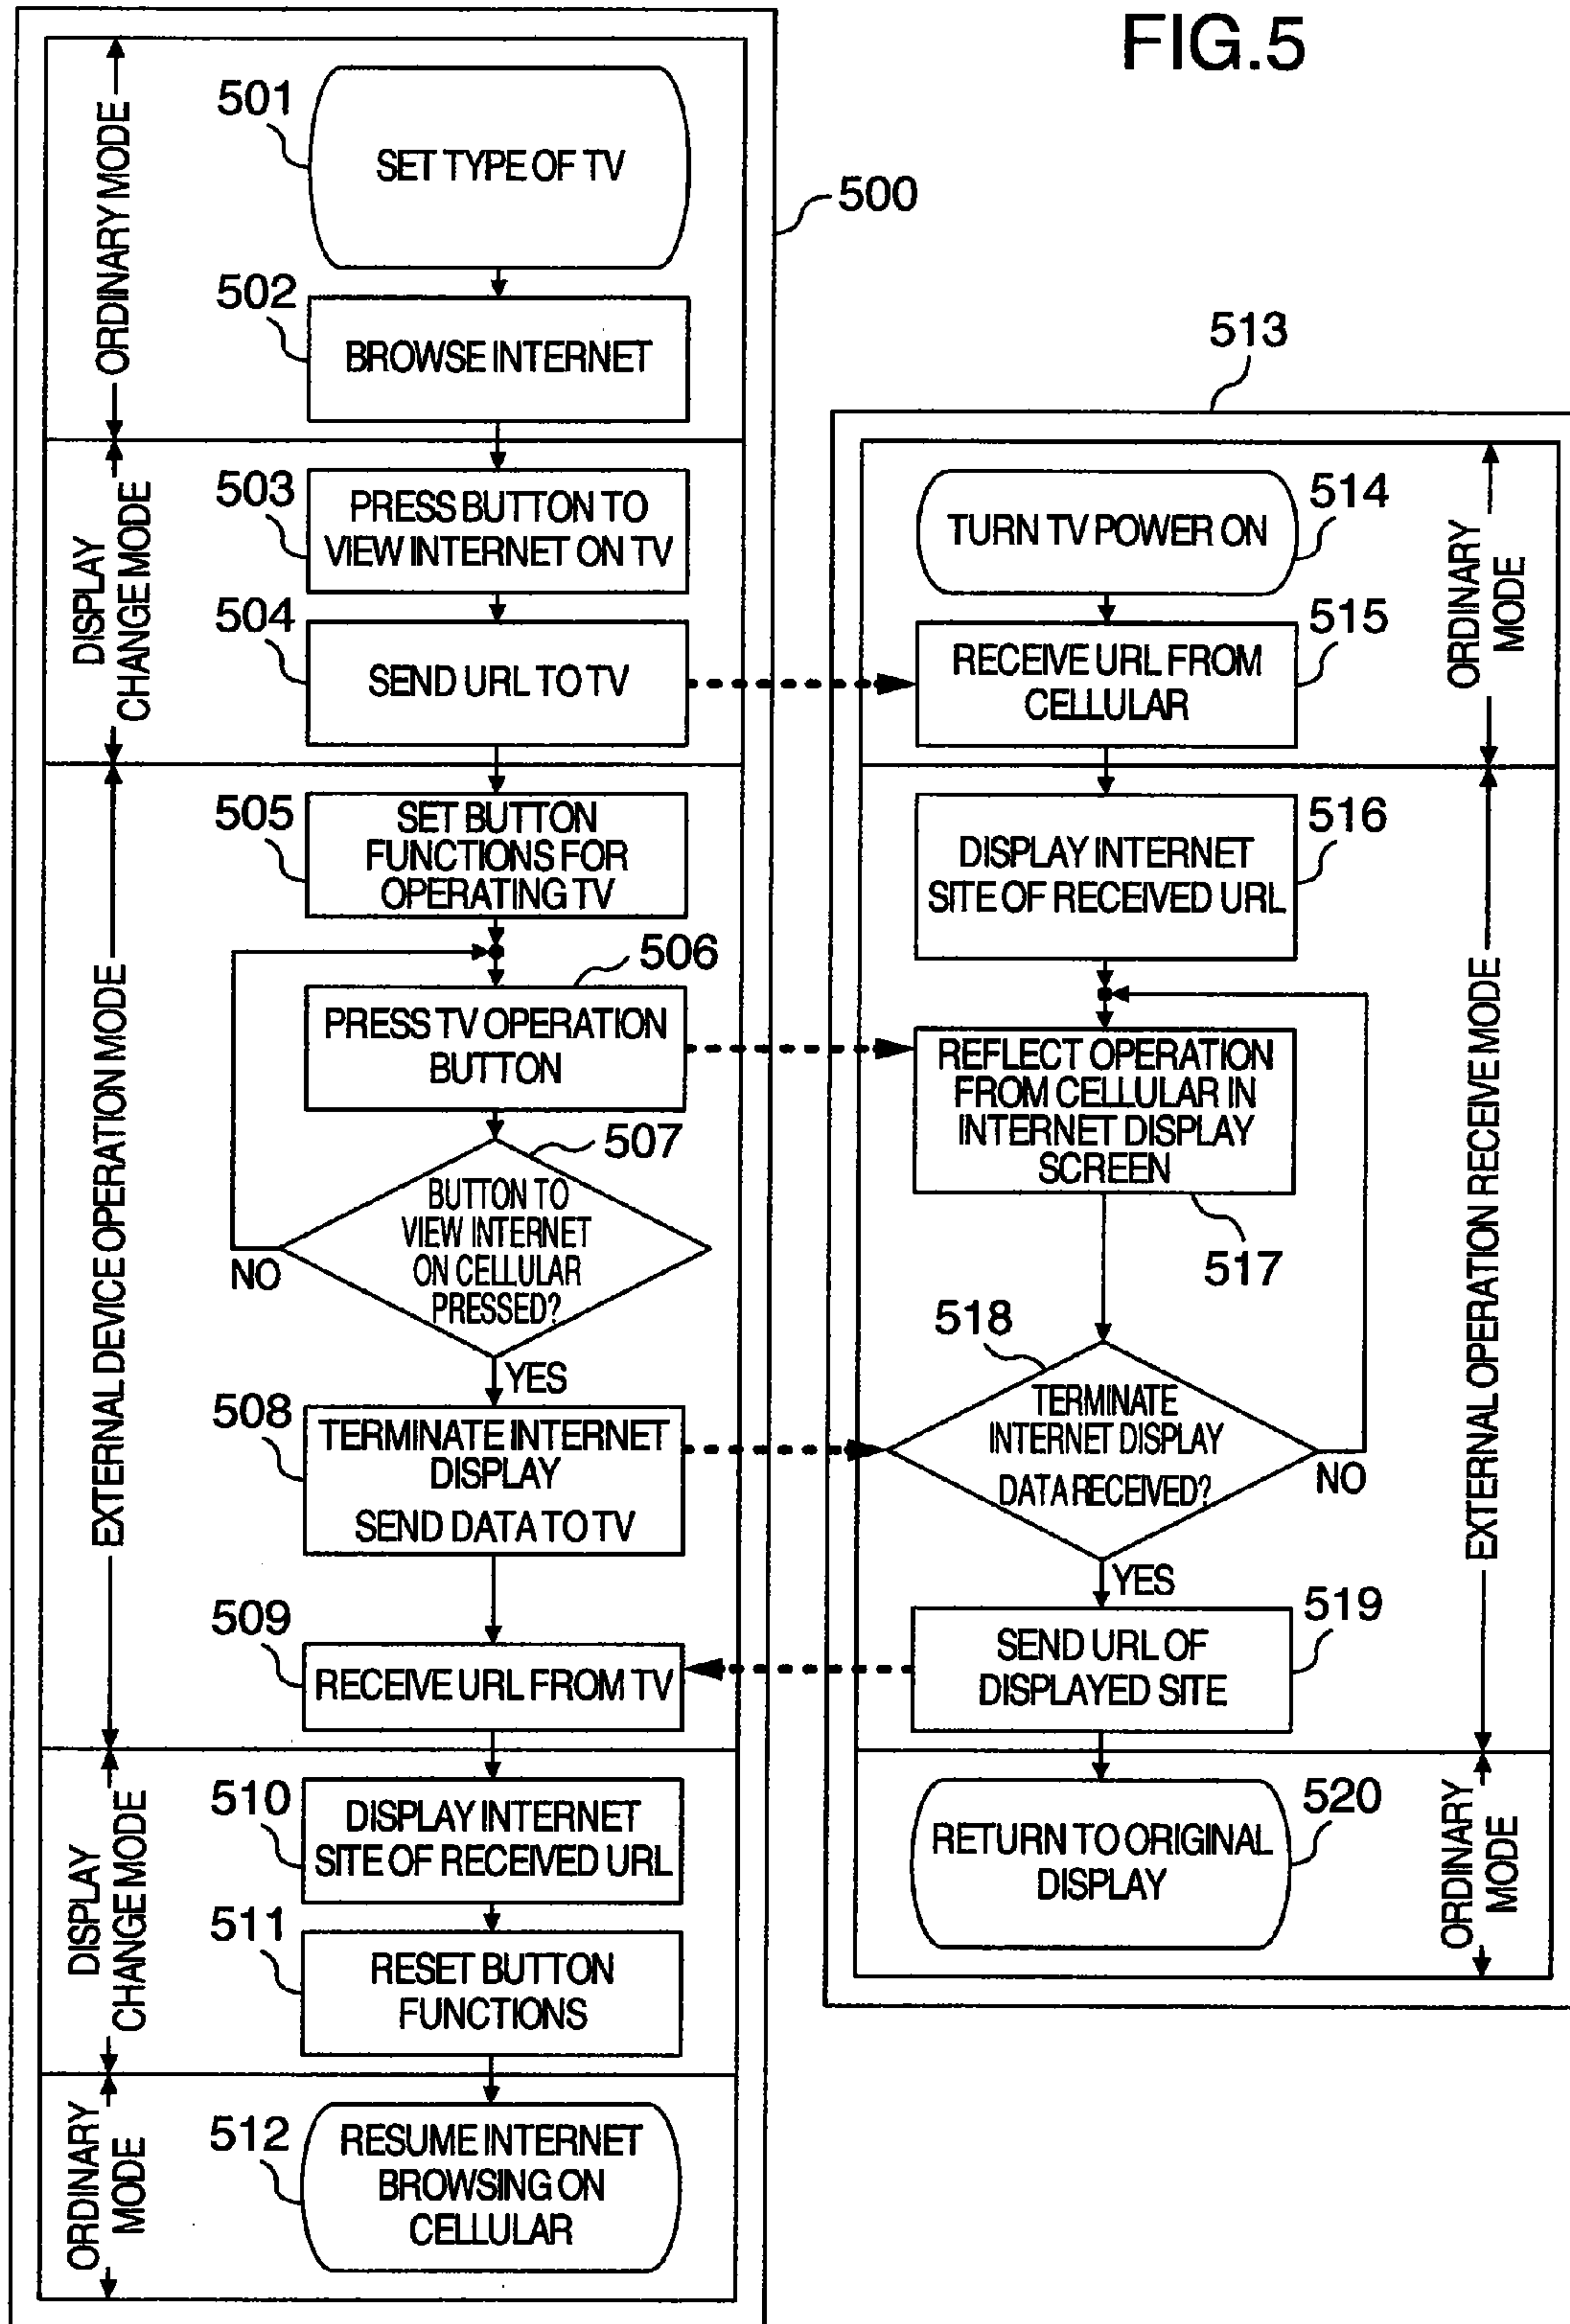 FIG.5
500
ORDINARY MODE
501
SET TYPE OF TV
502
BROWSE INTERNET
DISPLAY
CHANGE MODE
503
PRESS BUTTON TO
VIEW INTERNET ON TV
504
SEND URL TO TV
EXTERNAL DEVICE OPERATION MODE
505
SET BUTTON
FUNCTIONS FOR
OPERATING TV
506
PRESS TV OPERATION
BUTTON
507
BUTTON TO
VIEW INTERNET
ON CELLULAR
PRESSED?
NO
YES
508
TERMINATE INTERNET
DISPLAY
SEND DATA TO TV
509
RECEIVE URL FROM TV
DISPLAY
CHANGE MODE
510
DISPLAY INTERNET
SITE OF RECEIVED URL
511
RESET BUTTON
FUNCTIONS
ORDINARY
MODE
512
RESUME INTERNET
BROWSING ON
CELLULAR
513
514
TURN TV POWER ON
ORDINARY
MODE
515
RECEIVE URL FROM
CELLULAR
516
DISPLAY INTERNET
SITE OF RECEIVED URL
EXTERNAL OPERATION RECEIVE MODE
REFLECT OPERATION
FROM CELLULAR IN
INTERNET DISPLAY
SCREEN
517
518
TERMINATE
INTERNET DISPLAY
DATA RECEIVED?
NO
YES
519
SEND URL OF
DISPLAYED SITE
520
RETURN TO ORIGINAL
DISPLAY
ORDINARY
MODE